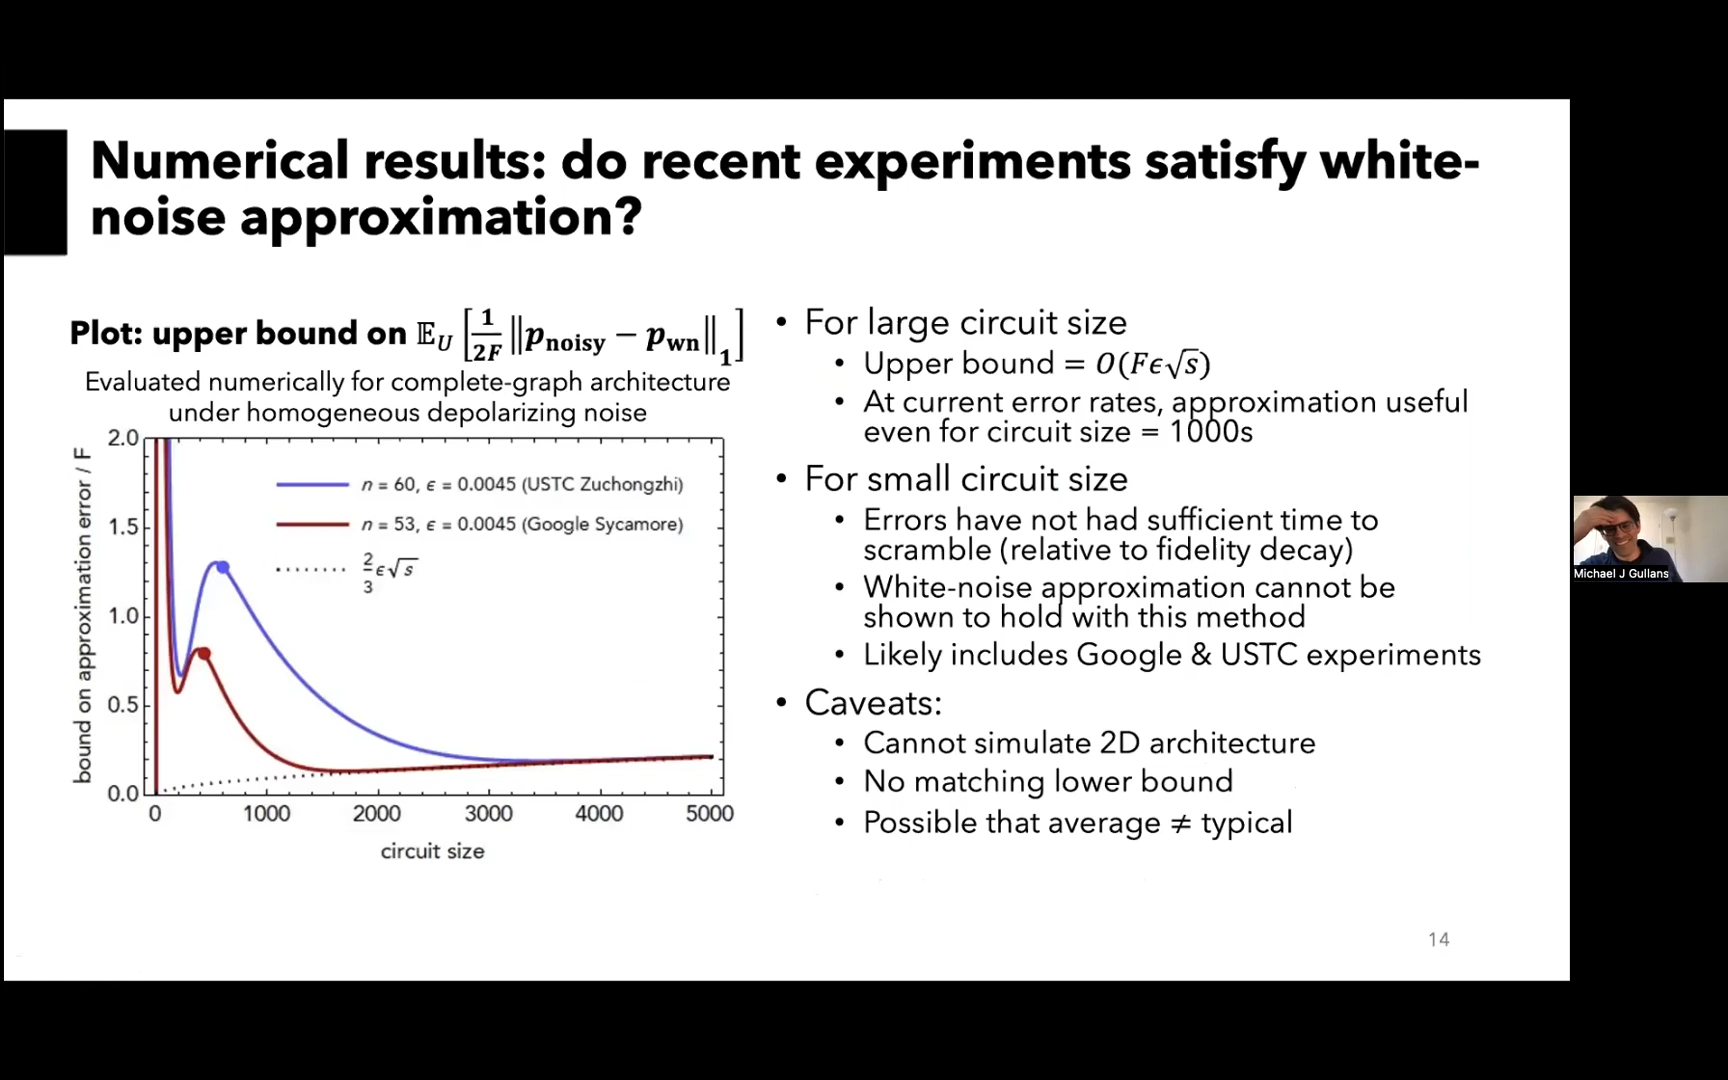 Numerical results: do recent experiments satisfy white-
noise approximation?
Plot: upper bound on 𝔼_U [1/2F ‖p_noisy − p_wn‖_1]
Evaluated numerically for complete-graph architecture
under homogeneous depolarizing noise
bound on approximation error / F
2.0
1.5
1.0
0.5
0.0
n = 60, ϵ = 0.0045 (USTC Zuchongzhi)
n = 53, ϵ = 0.0045 (Google Sycamore)
2/3 ϵ√s
0 1000 2000 3000 4000 5000
circuit size
• For large circuit size
• Upper bound = O(Fϵ√s)
• At current error rates, approximation useful
even for circuit size = 1000s
• For small circuit size
• Errors have not had sufficient time to
scramble (relative to fidelity decay)
• White-noise approximation cannot be
shown to hold with this method
• Likely includes Google & USTC experiments
• Caveats:
• Cannot simulate 2D architecture
• No matching lower bound
• Possible that average ≠ typical
14
Michael J Gullans